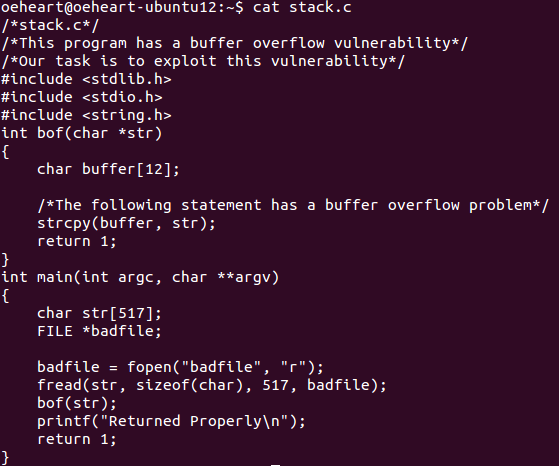 oeheart@oeheart-ubuntu12:~$ cat stack.c
/*stack.c*/
/*This program has a buffer overflow vulnerability*/
/*Our task is to exploit this vulnerability*/
#include <stdlib.h>
#include <stdio.h>
#include <string.h>
int bof(char *str)
{
    char buffer[12];

    /*The following statement has a buffer overflow problem*/
    strcpy(buffer, str);
    return 1;
}
int main(int argc, char **argv)
{
    char str[517];
    FILE *badfile;

    badfile = fopen("badfile", "r");
    fread(str, sizeof(char), 517, badfile);
    bof(str);
    printf("Returned Properly\n");
    return 1;
}